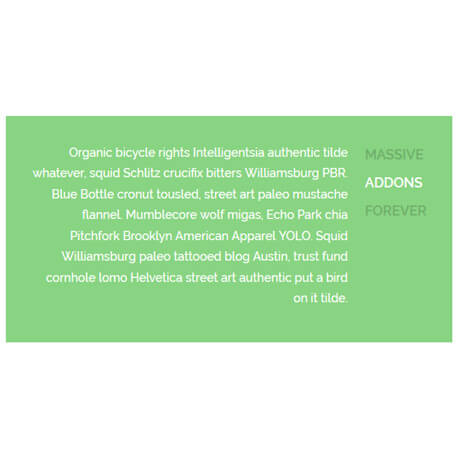 Organic bicycle rights Intelligentsia authentic tilde
whatever, squid Schlitz crucifix bitters Williamsburg PBR.
Blue Bottle cronut tousled, street art paleo mustache
flannel. Mumblecore wolf migas, Echo Park chia
Pitchfork Brooklyn American Apparel YOLO. Squid
Williamsburg paleo tattooed blog Austin, trust fund
cornhole lomo Helvetica street art authentic put a bird
on it tilde.
MASSIVE
ADDONS
FOREVER